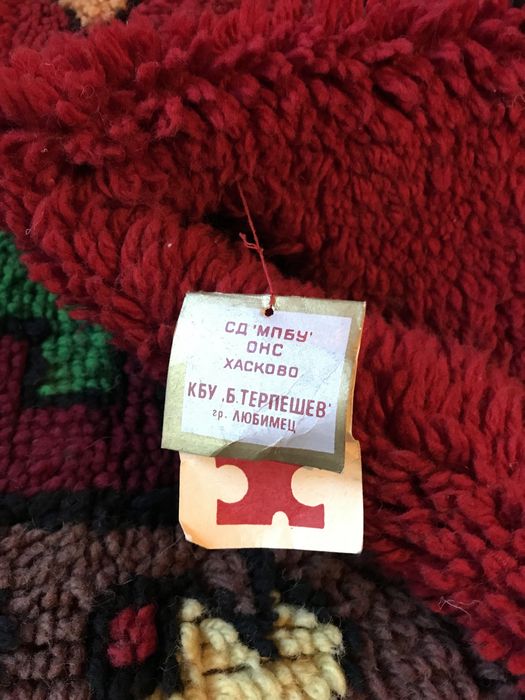 СД 'МПБУ'
ОНС
ХАСКОВО
КБУ „Б.ТЕРПЕШЕВ"
гр. ЛЮБИМЕЦ